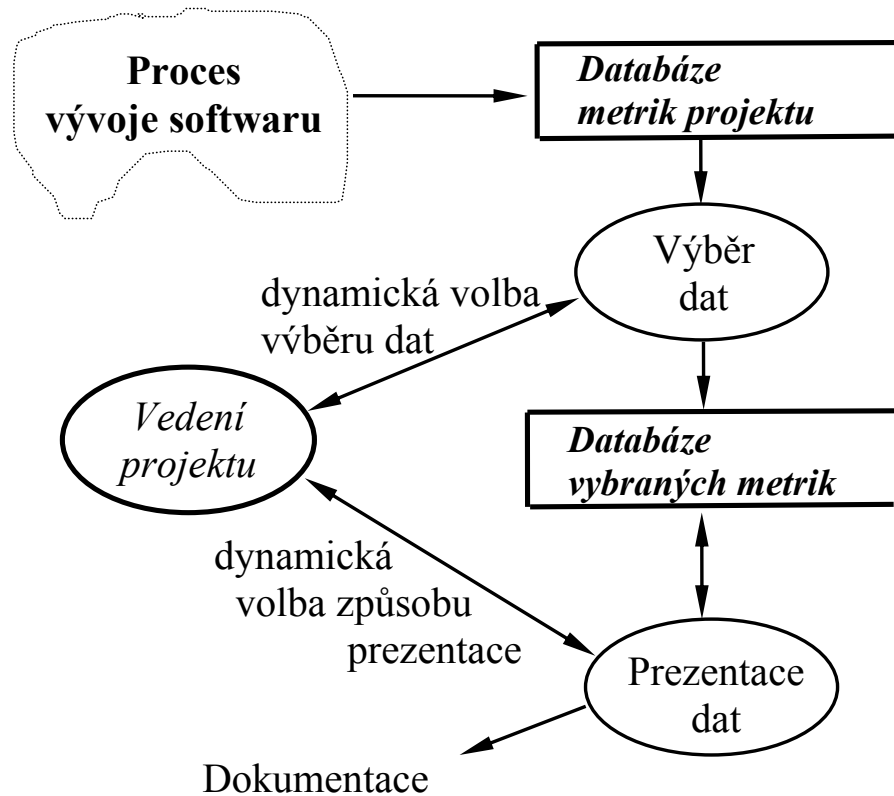 Proces
vývoje softwaru
Databáze
metrik projektu
Výběr
dat
dynamická volba
výběru dat
Vedení
projektu
Databáze
vybraných metrik
dynamická
volba způsobu
prezentace
Prezentace
dat
Dokumentace